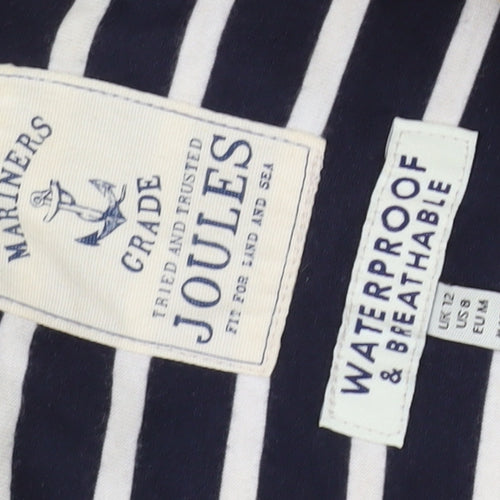 MARINERS
GRADE
TRIED AND TRUSTED
JOULES
FIT FOR LAND AND SEA
WATERPROOF
& BREATHABLE
UK 12
US 8
EU M